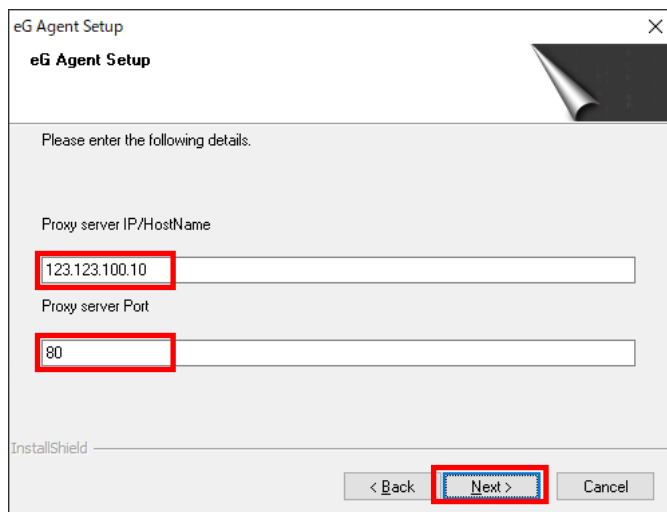 eG Agent Setup
eG Agent Setup
Please enter the following details.
Proxy server IP/HostName
123.123.100.10
Proxy server Port
80
InstallShield
< Back
Next >
Cancel